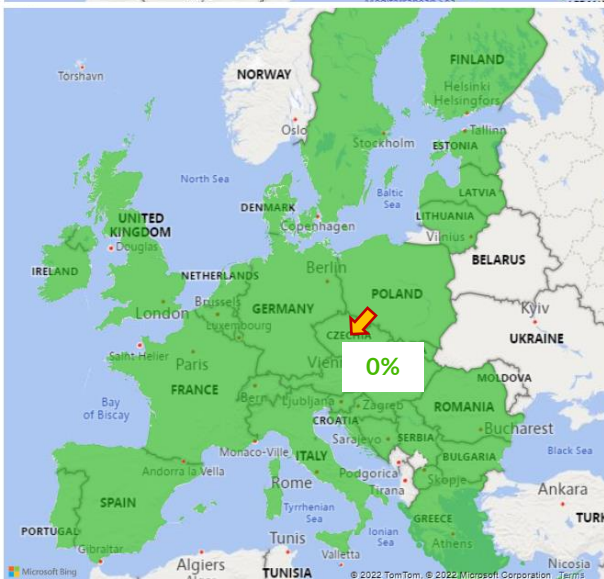 FINLAND
Tórshavn
NORWAY
Helsinki
Helsingfors
Oslo
Tallinn
Stockholm
ESTONIA
North Sea
Baltic
Sea
LATVIA
DENMARK
LITHUANIA
UNITED
KINGDOM
Copenhagen
Vilnius
Douglas
BELARUS
IRELAND
NETHERLANDS
Berlin
POLAND
London
Brussels
GERMANY
Kyiv
Luxembourg
CZECHIA
UKRAINE
Saint Helier
Paris
Vien
0%
MOLDOVA
FRANCE
Bern
Ljubljana
Zagreb
ROMANIA
Bay
of Biscay
CROATIA
Bucharest
Sarajevo
SERBIA
Monaco-Ville
ITALY
BULGARIA
Black Sea
Andorra la Vella
Podgorica
Skopje
Rome
Tirana
Ankara
SPAIN
Tyrrhenian
Sea
GREECE
TURK
PORTUGAL
Ionian
Sea
Athens
Gibraltar
Tunis
Valletta
Algiers
Nicosia
Microsoft Bing
TUNISIA
© 2022 TomTom, © 2022 Microsoft Corporation Terms